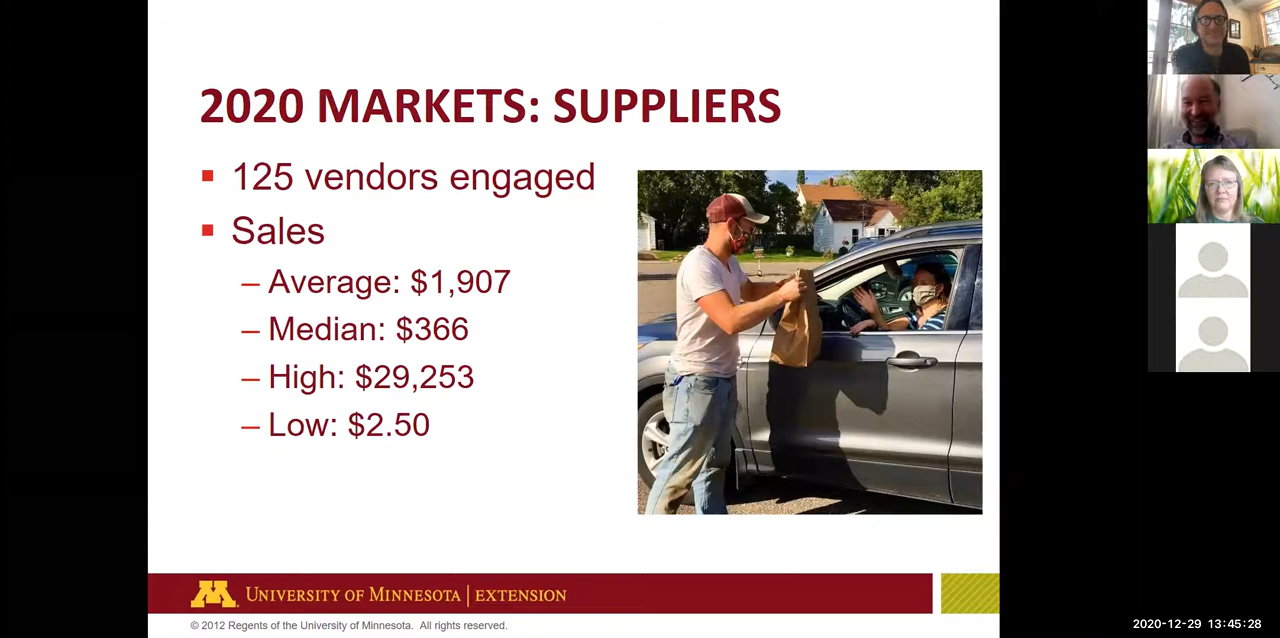 2020 MARKETS: SUPPLIERS
▪ 125 vendors engaged
▪ Sales
– Average: $1,907
– Median: $366
– High: $29,253
– Low: $2.50
M UNIVERSITY OF MINNESOTA | EXTENSION
© 2012 Regents of the University of Minnesota. All rights reserved.
2020-12-29 13:45:28